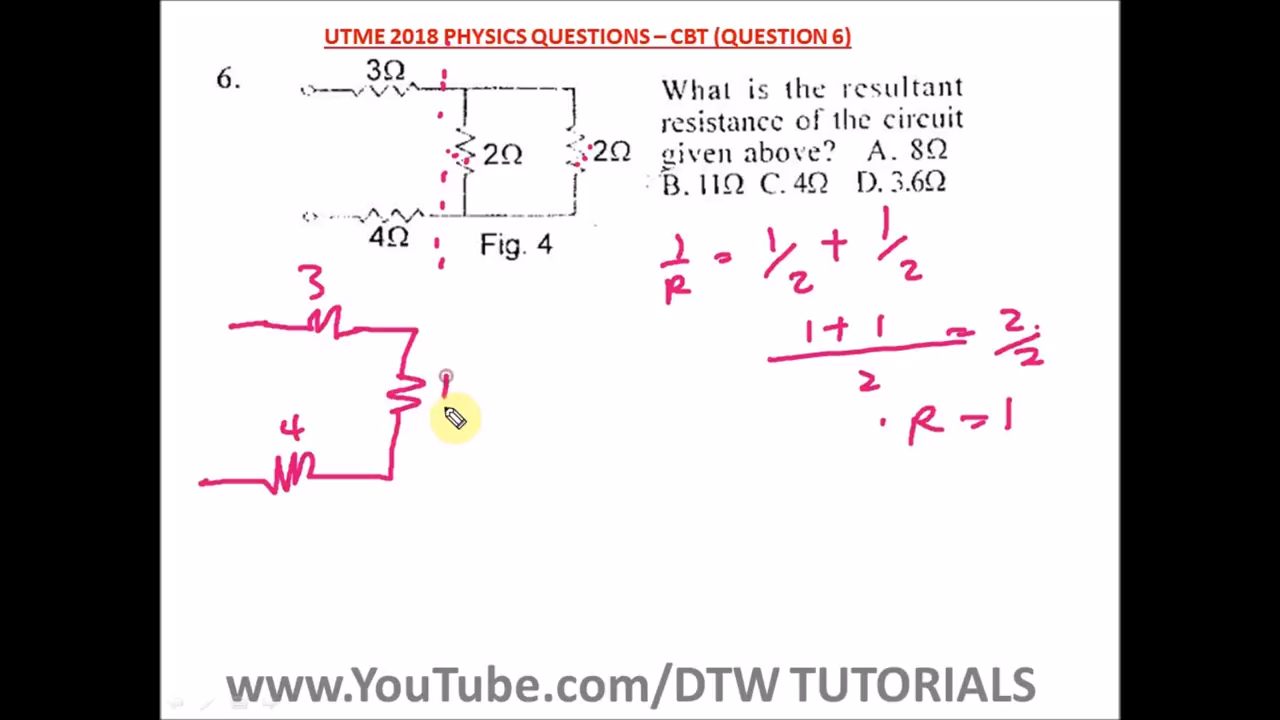 UTME 2018 PHYSICS QUESTIONS – CBT (QUESTION 6)
6.
3Ω
2Ω
2Ω
4Ω
Fig. 4
What is the resultant
resistance of the circuit
given above? A. 8Ω
B. 11Ω C. 4Ω D. 3.6Ω
1/R = 1/2 + 1/2
1 + 1 / 2 = 2/2
R = 1
3
1
4
www.YouTube.com/DTW TUTORIALS